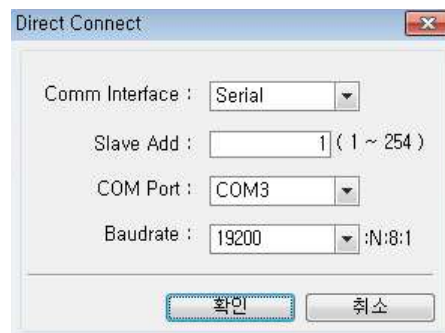 Direct Connect
Comm Interface : Serial
Slave Add : 1 ( 1 ~ 254 )
COM Port : COM3
Baudrate : 19200 :N:8:1
확인 취소